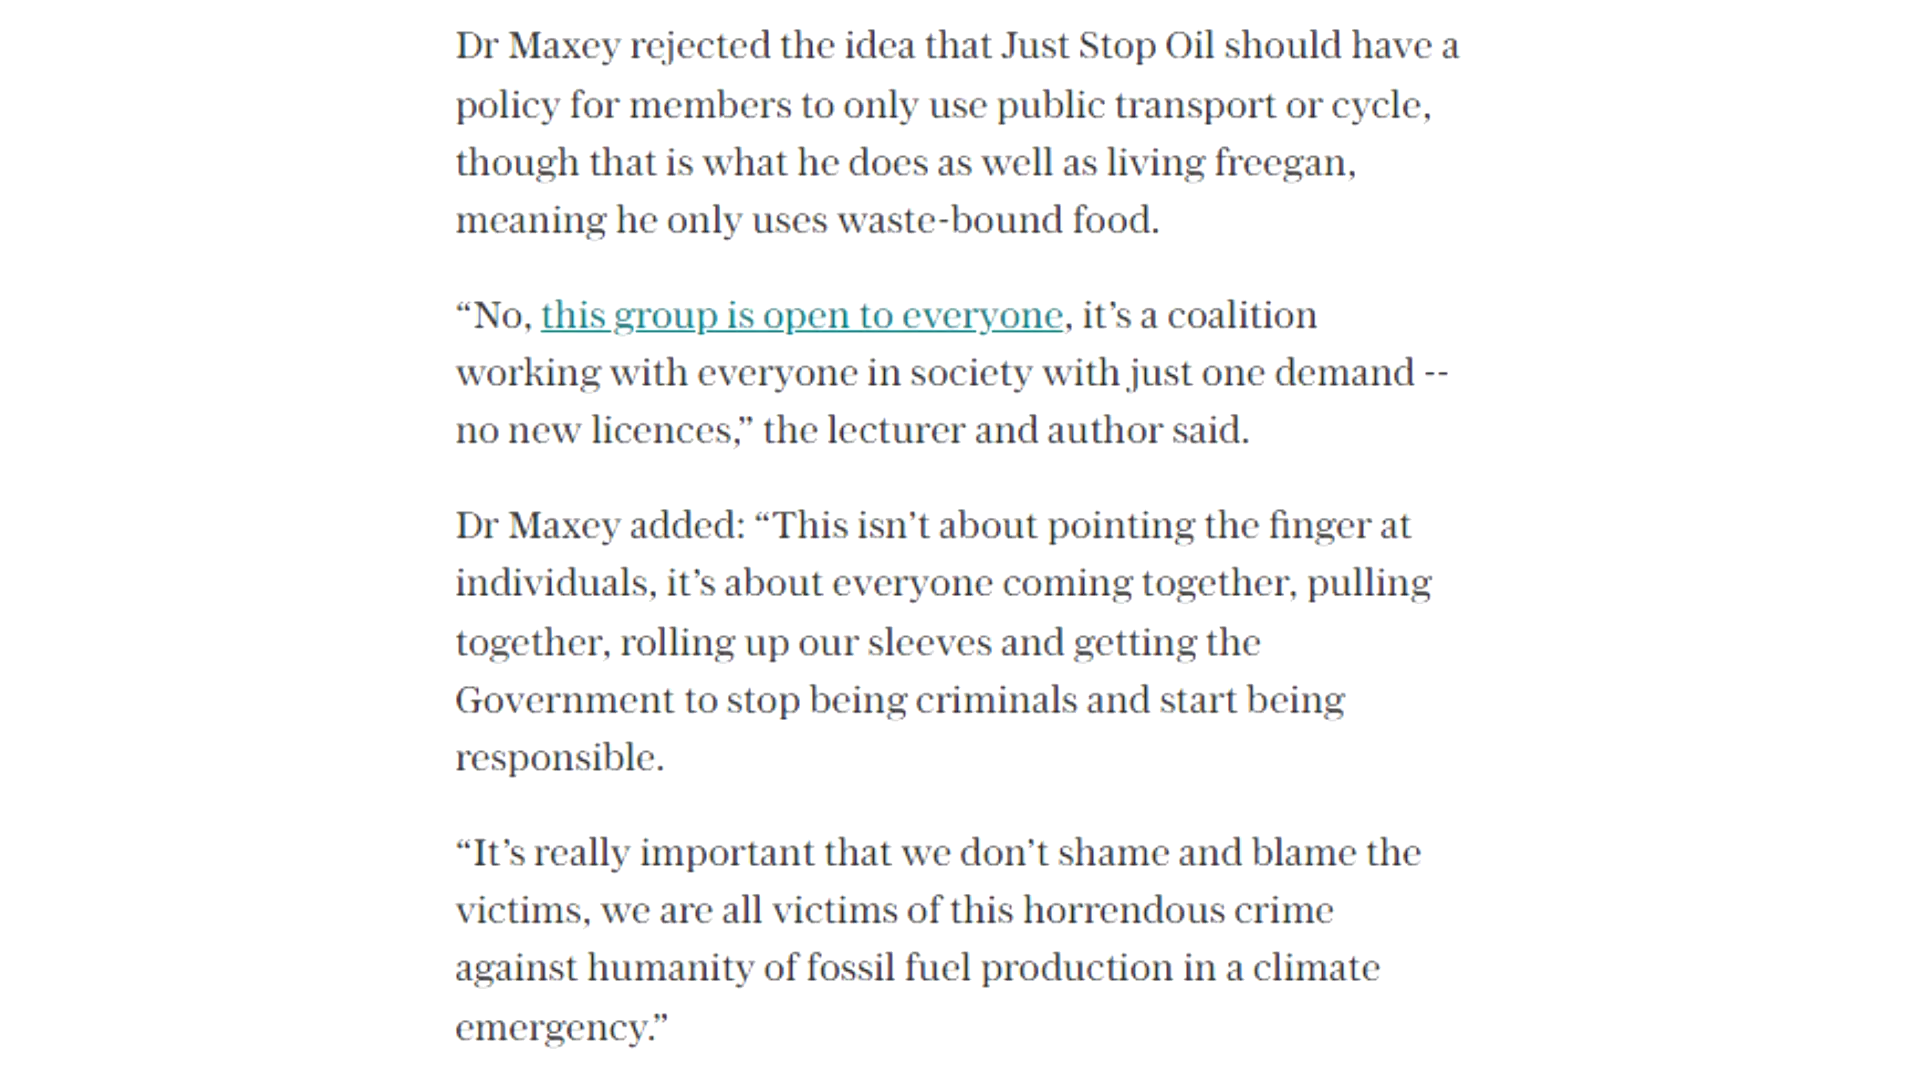 Dr Maxey rejected the idea that Just Stop Oil should have a
policy for members to only use public transport or cycle,
though that is what he does as well as living freegan,
meaning he only uses waste-bound food.
“No, this group is open to everyone, it’s a coalition
working with everyone in society with just one demand --
no new licences,” the lecturer and author said.
Dr Maxey added: “This isn’t about pointing the finger at
individuals, it’s about everyone coming together, pulling
together, rolling up our sleeves and getting the
Government to stop being criminals and start being
responsible.
“It’s really important that we don’t shame and blame the
victims, we are all victims of this horrendous crime
against humanity of fossil fuel production in a climate
emergency.”